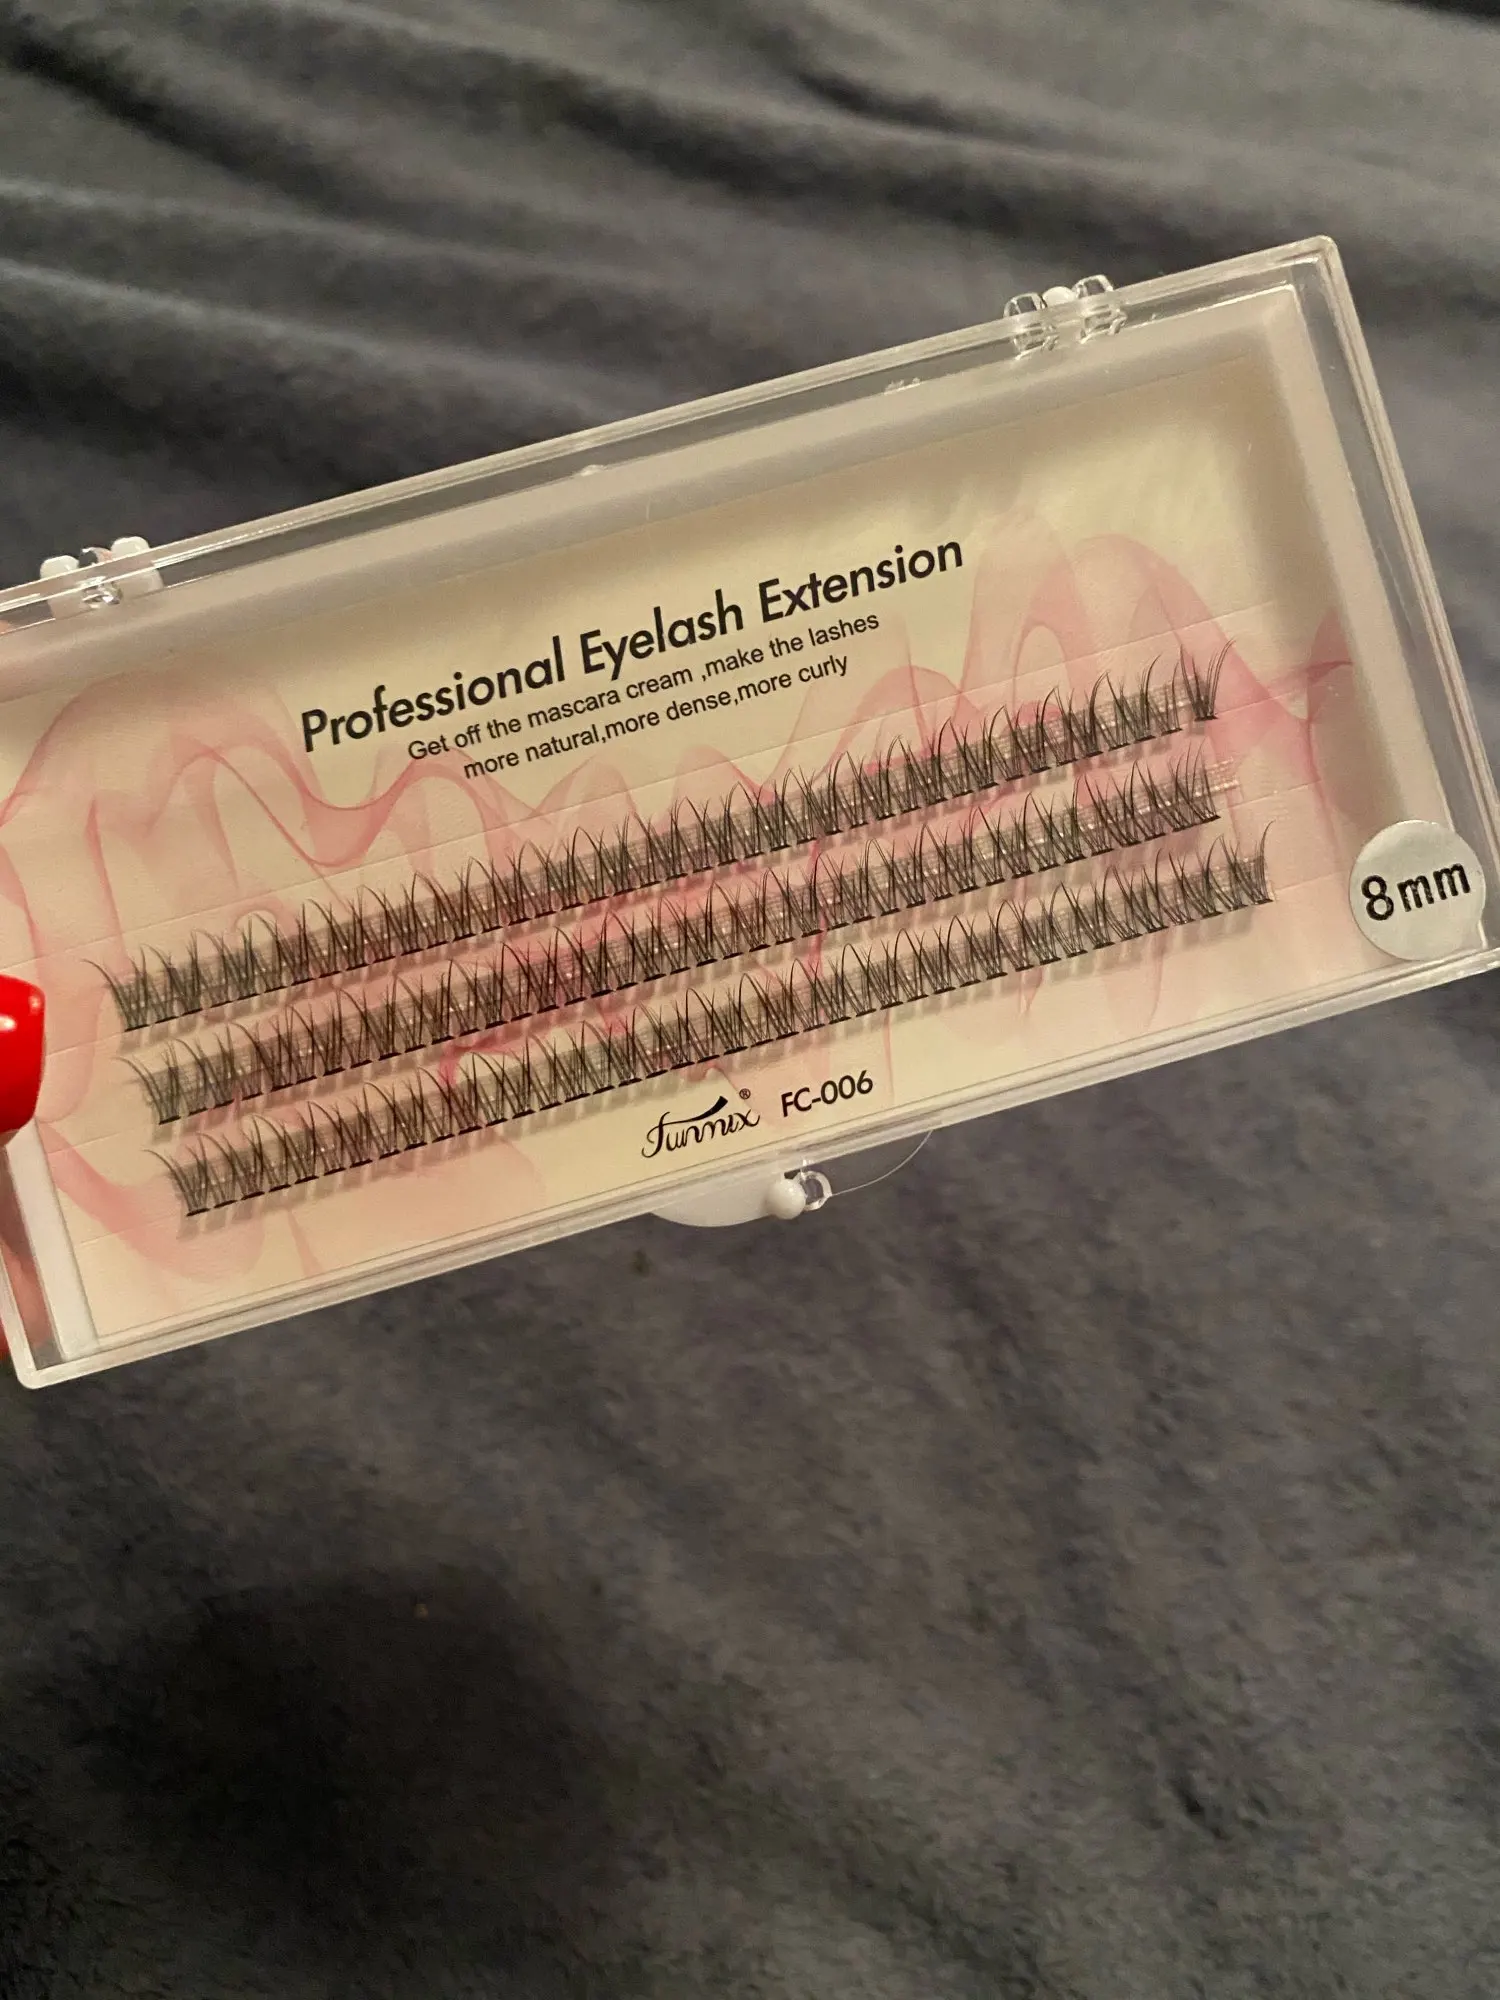 Professional Eyelash Extension
Get off the mascara cream ,make the lashes
more natural,more dense,more curly
8mm
Funmix® FC-006